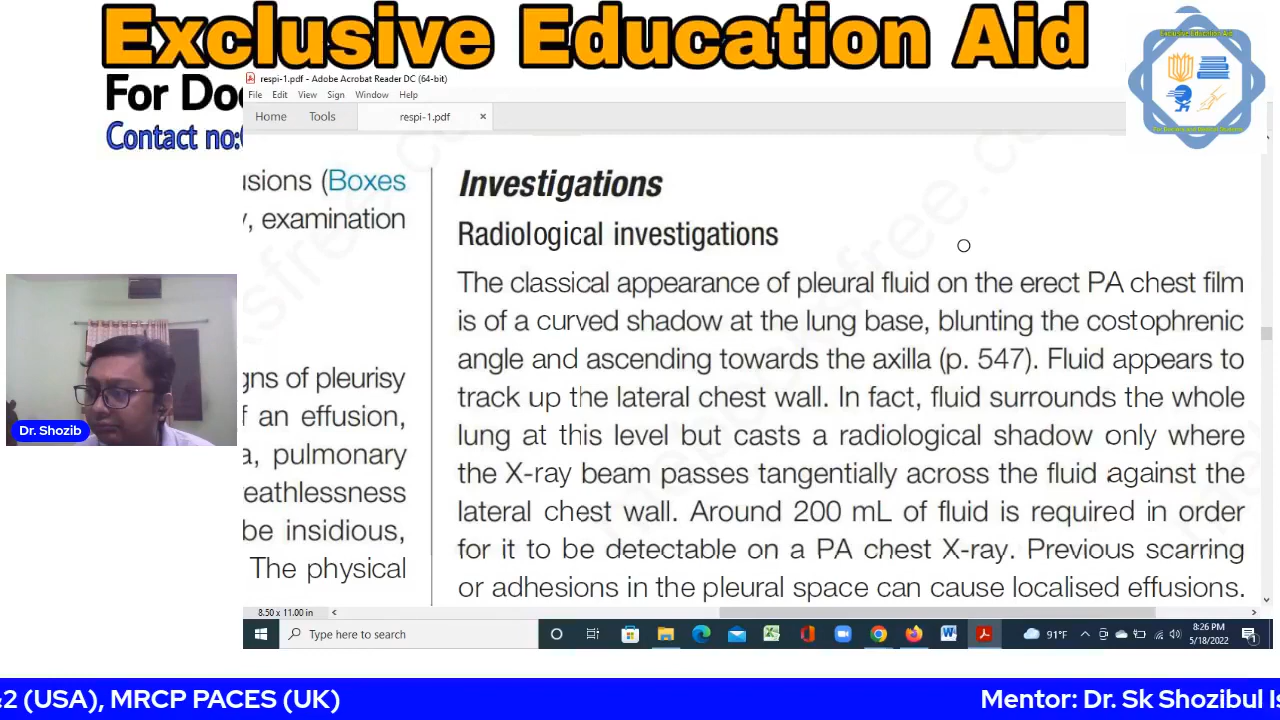 Exclusive Education Aid
For Do
Contact no:
respi-1.pdf - Adobe Acrobat Reader DC (64-bit)
File Edit View Sign Window Help
Home Tools respi-1.pdf ×
usions (Boxes
y, examination
gns of pleurisy
f an effusion,
a, pulmonary
eathlessness
be insidious,
The physical
Investigations
Radiological investigations
The classical appearance of pleural fluid on the erect PA chest film
is of a curved shadow at the lung base, blunting the costophrenic
angle and ascending towards the axilla (p. 547). Fluid appears to
track up the lateral chest wall. In fact, fluid surrounds the whole
lung at this level but casts a radiological shadow only where
the X-ray beam passes tangentially across the fluid against the
lateral chest wall. Around 200 mL of fluid is required in order
for it to be detectable on a PA chest X-ray. Previous scarring
or adhesions in the pleural space can cause localised effusions.
Dr. Shozib
8.50 x 11.00 in
Type here to search
91°F
8:26 PM
5/18/2022
2 (USA), MRCP PACES (UK)
Mentor: Dr. Sk Shozibul Is